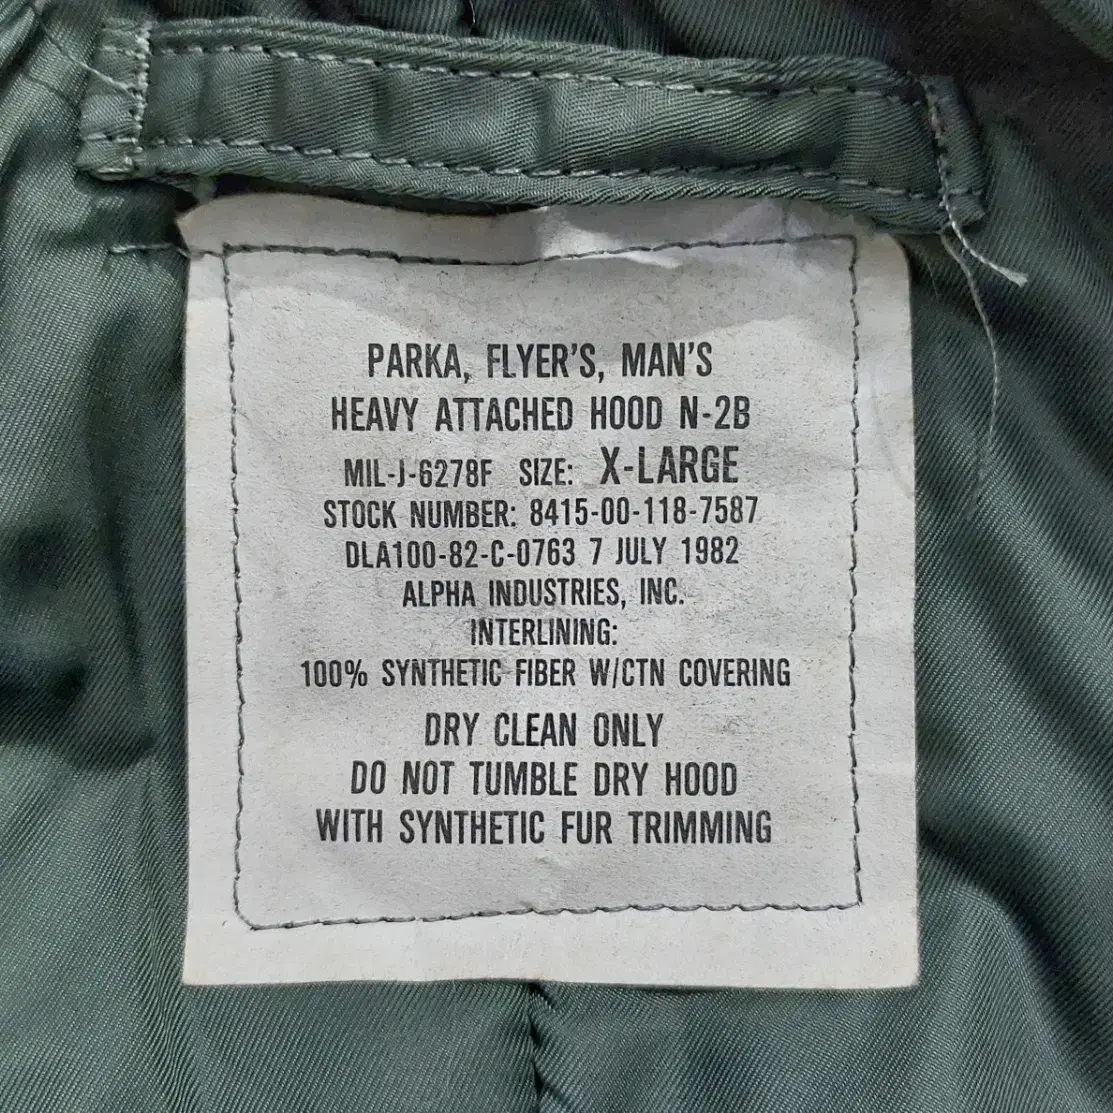 PARKA, FLYER'S, MAN'S
HEAVY ATTACHED HOOD N-2B
MIL-J-6278F SIZE: X-LARGE
STOCK NUMBER: 8415-00-118-7587
DLA100-82-C-0763 7 JULY 1982
ALPHA INDUSTRIES, INC.
INTERLINING:
100% SYNTHETIC FIBER W/CTN COVERING
DRY CLEAN ONLY
DO NOT TUMBLE DRY HOOD
WITH SYNTHETIC FUR TRIMMING